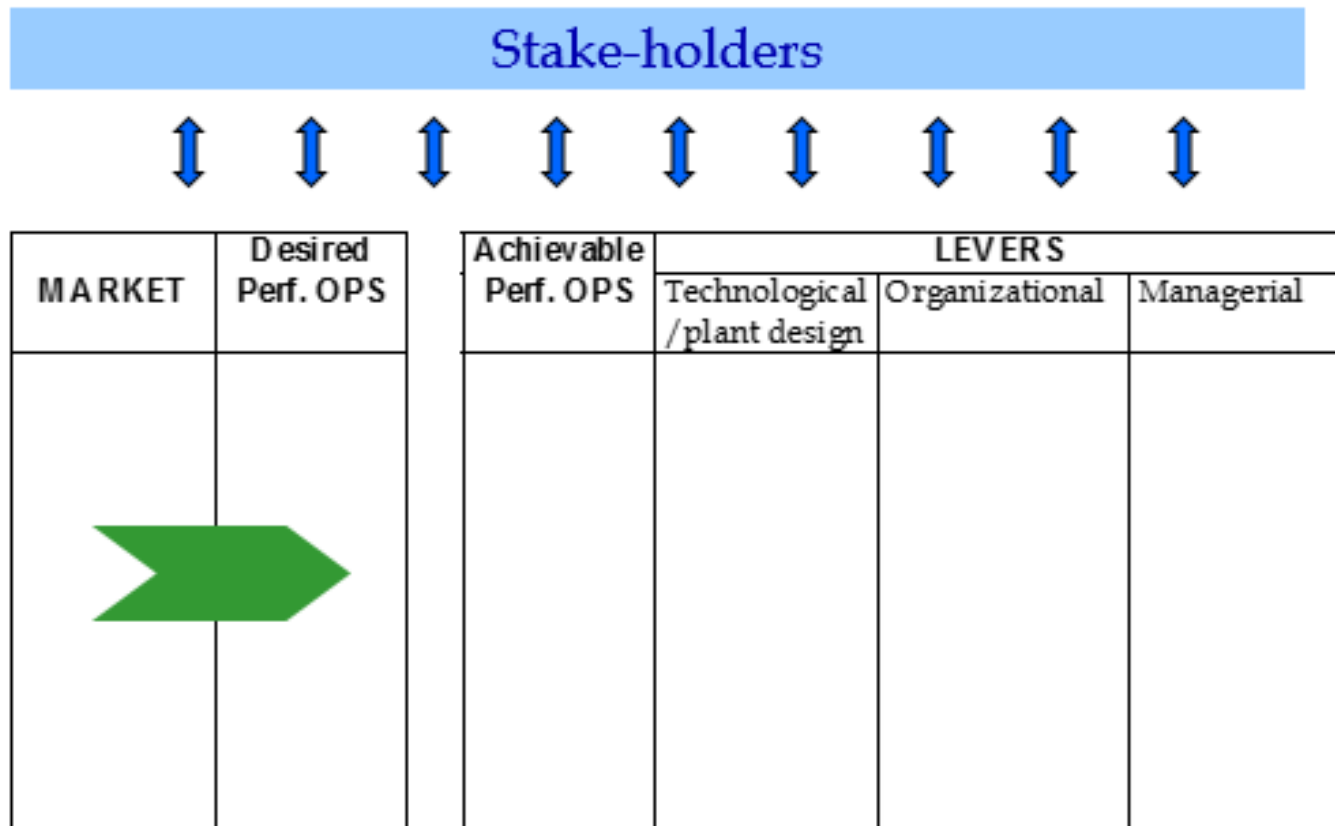 Stake-holders
MARKET
Desired
Perf. OPS
Achievable
Perf. OPS
LEVERS
Technological
/plant design
Organizational
Managerial